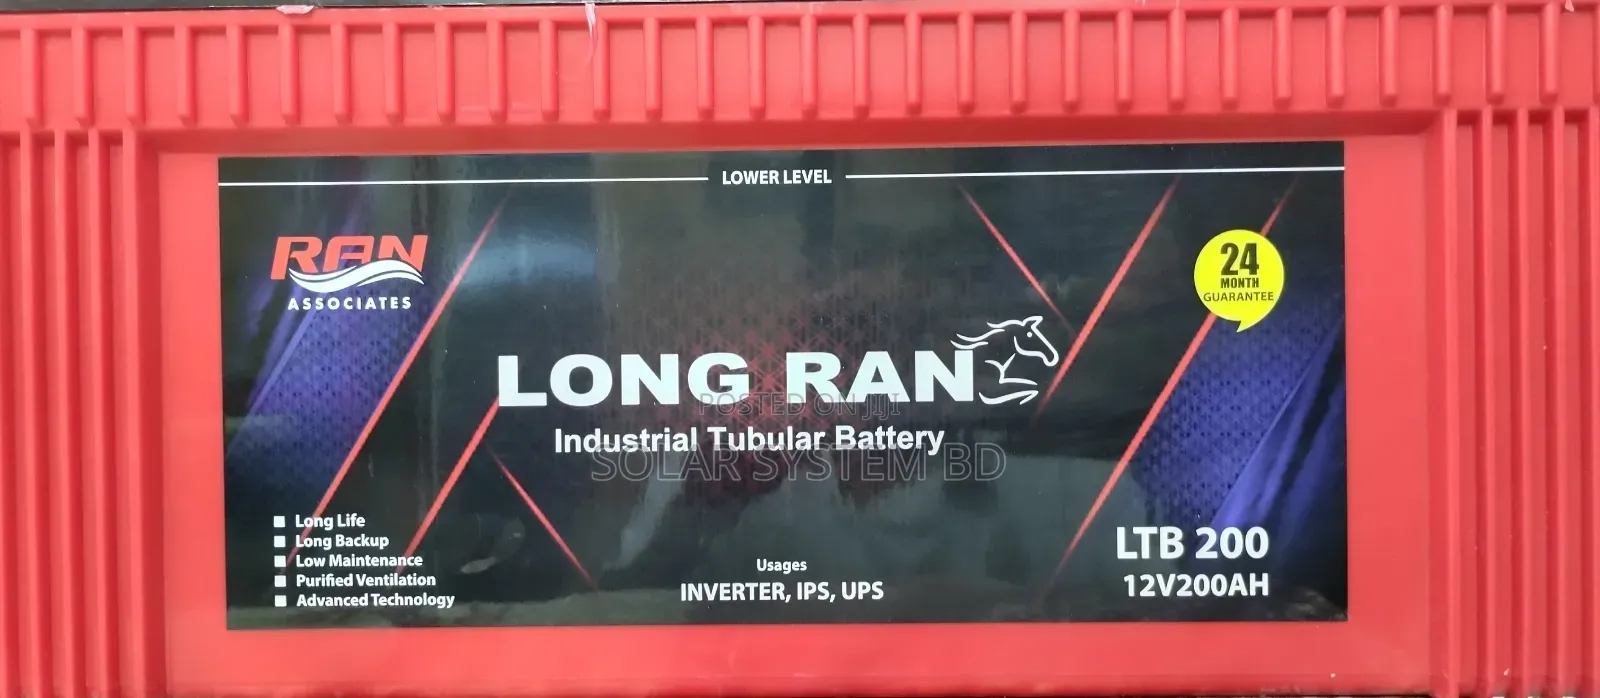 LOWER LEVEL
RAN
ASSOCIATES
24
MONTH
GUARANTEE
LONG RAN
POSTED ON JIJI
Industrial Tubular Battery
SOLAR SYSTEM BD
Long Life
Long Backup
Low Maintenance
Purified Ventilation
Advanced Technology
Usages
INVERTER, IPS, UPS
LTB 200
12V200AH